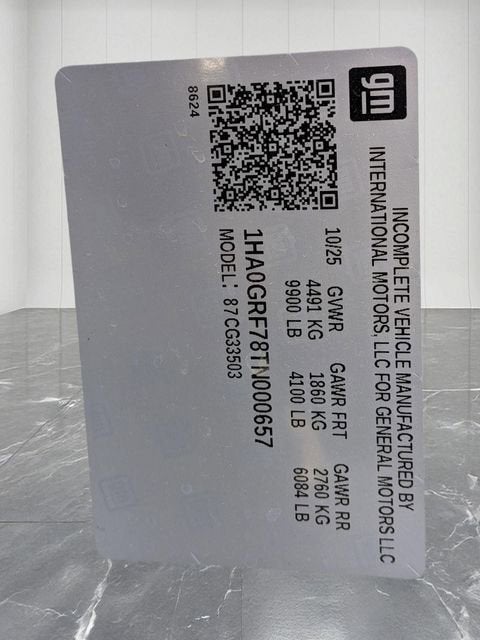 gm
INCOMPLETE VEHICLE MANUFACTURED BY
INTERNATIONAL MOTORS, LLC FOR GENERAL MOTORS LLC
10/25 GVWR GAWR FRT GAWR RR
4491 KG 1860 KG 2760 KG
9900 LB 4100 LB 6084 LB
1HA0GRF78TN000657
MODEL: 87CG33503
8624